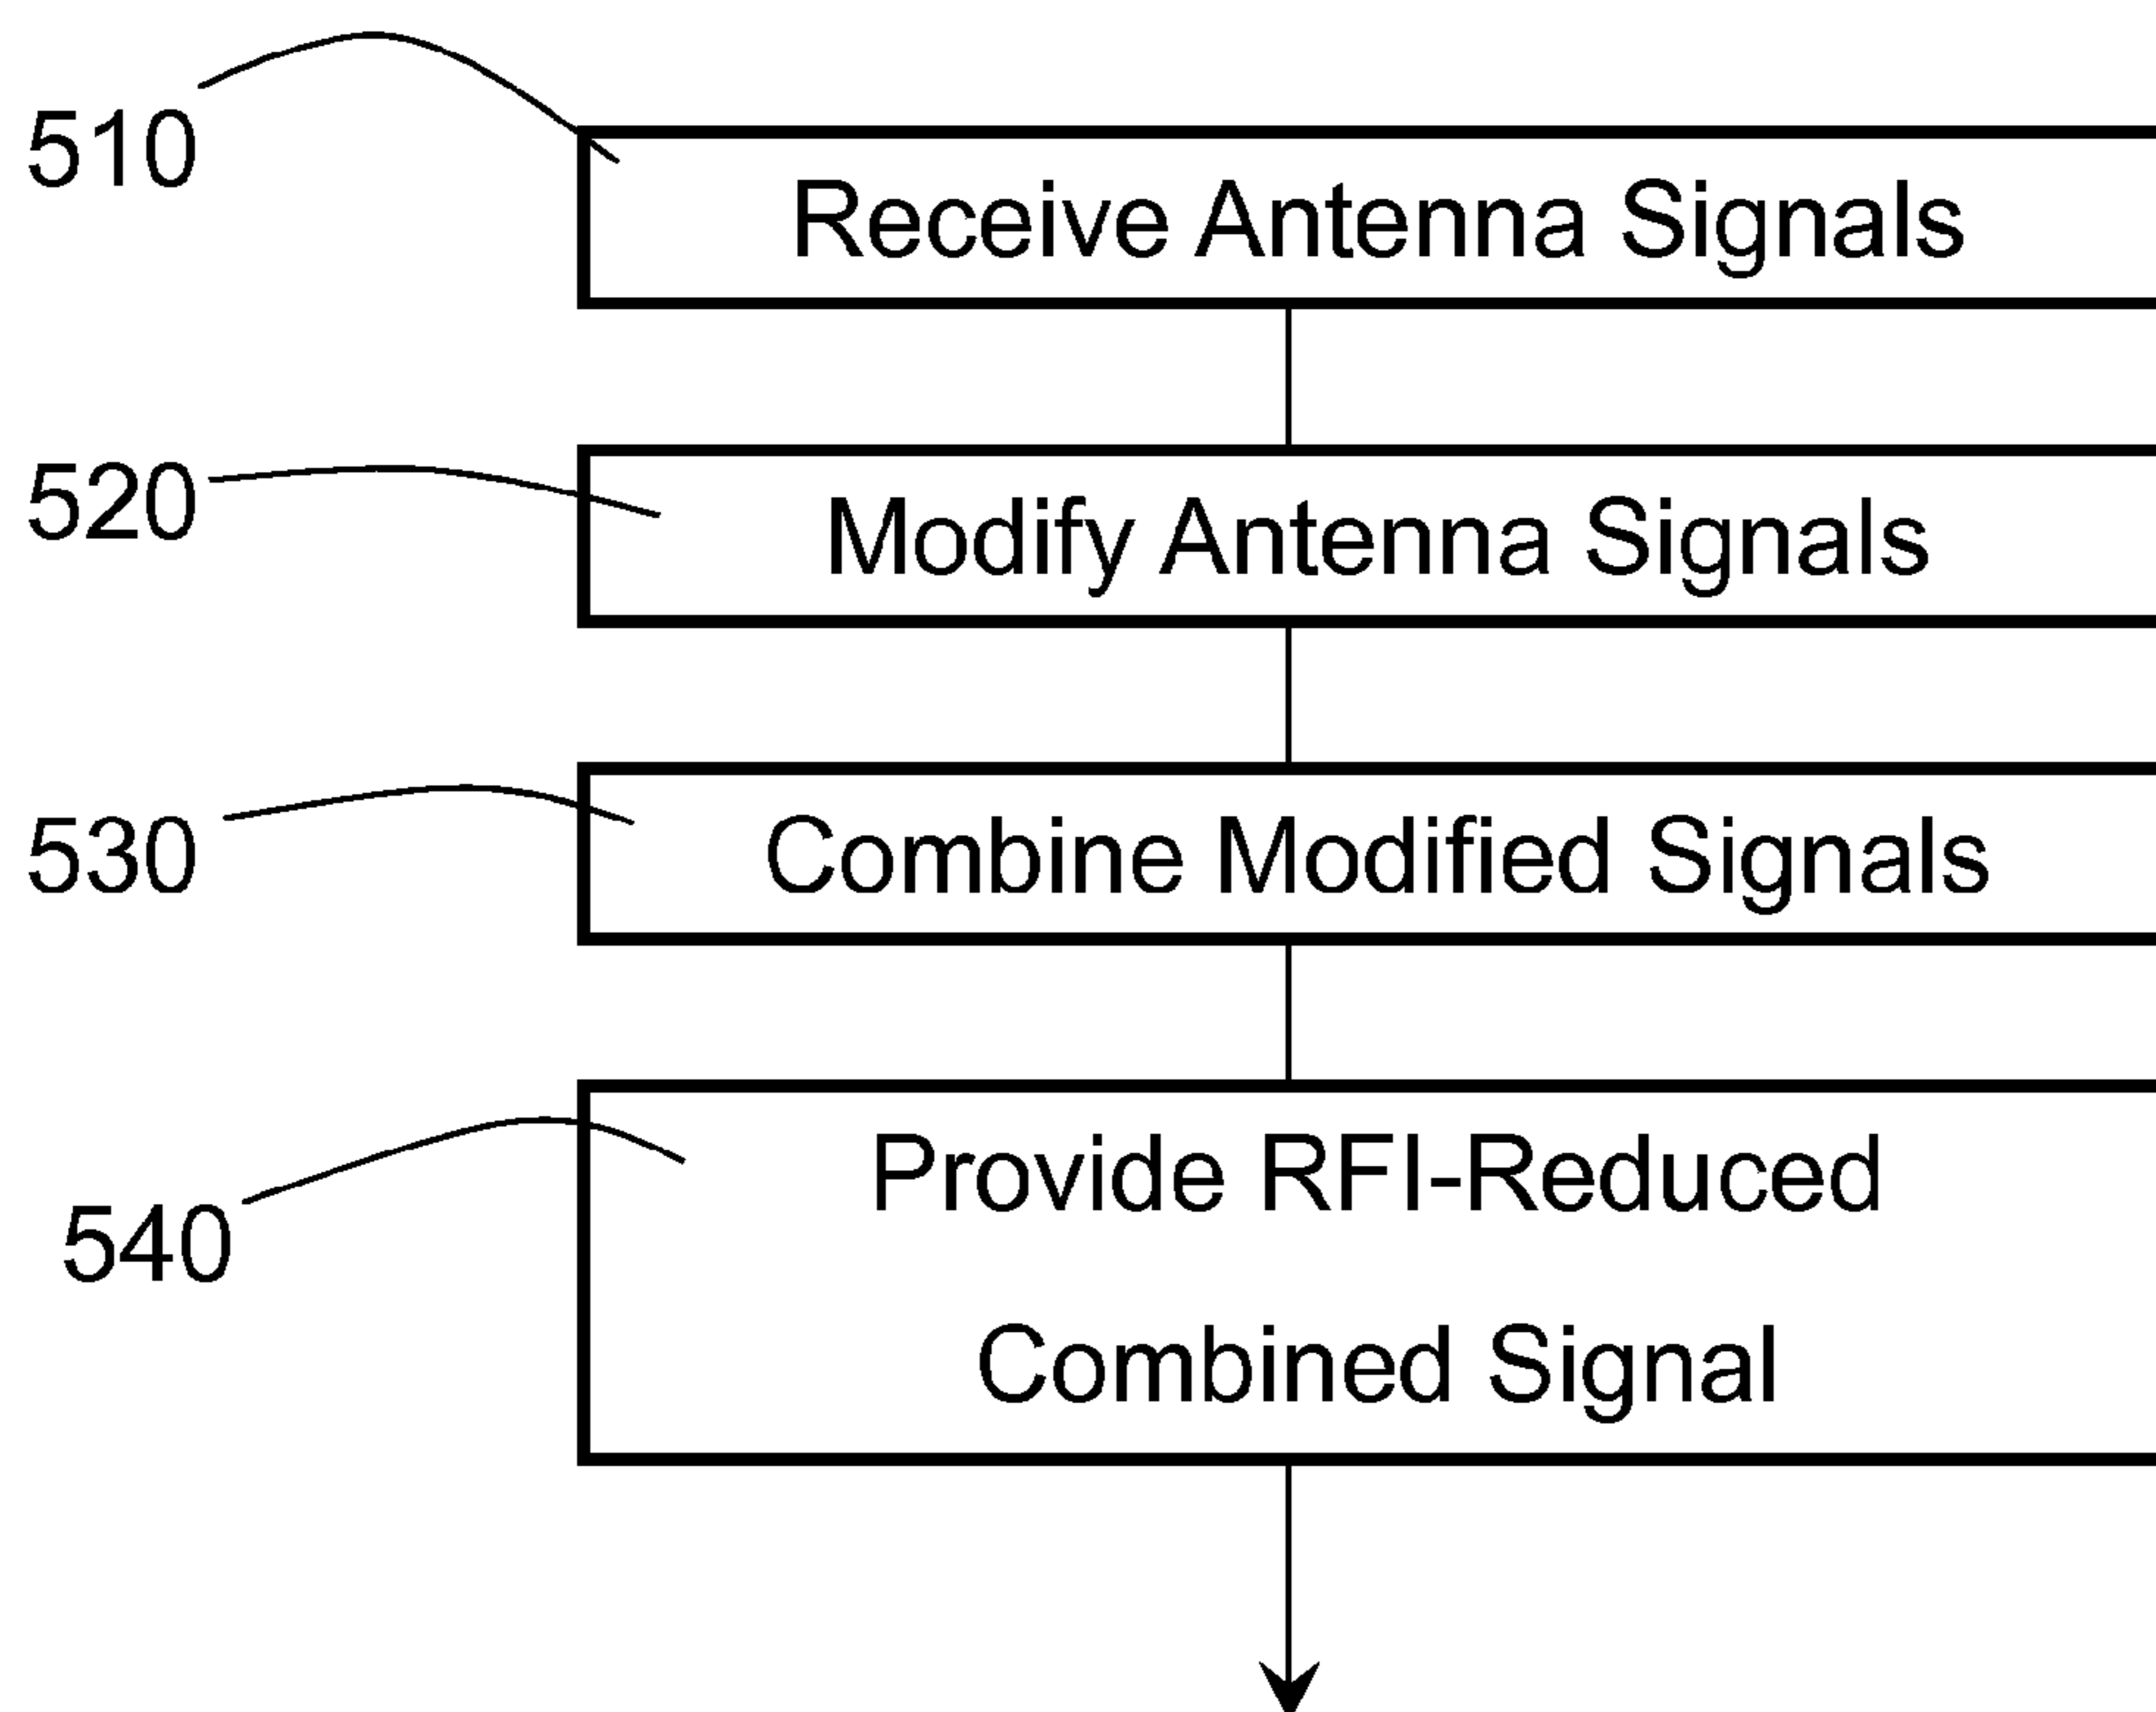 510
Receive Antenna Signals
520
Modify Antenna Signals
530
Combine Modified Signals
540
Provide RFI-Reduced
Combined Signal